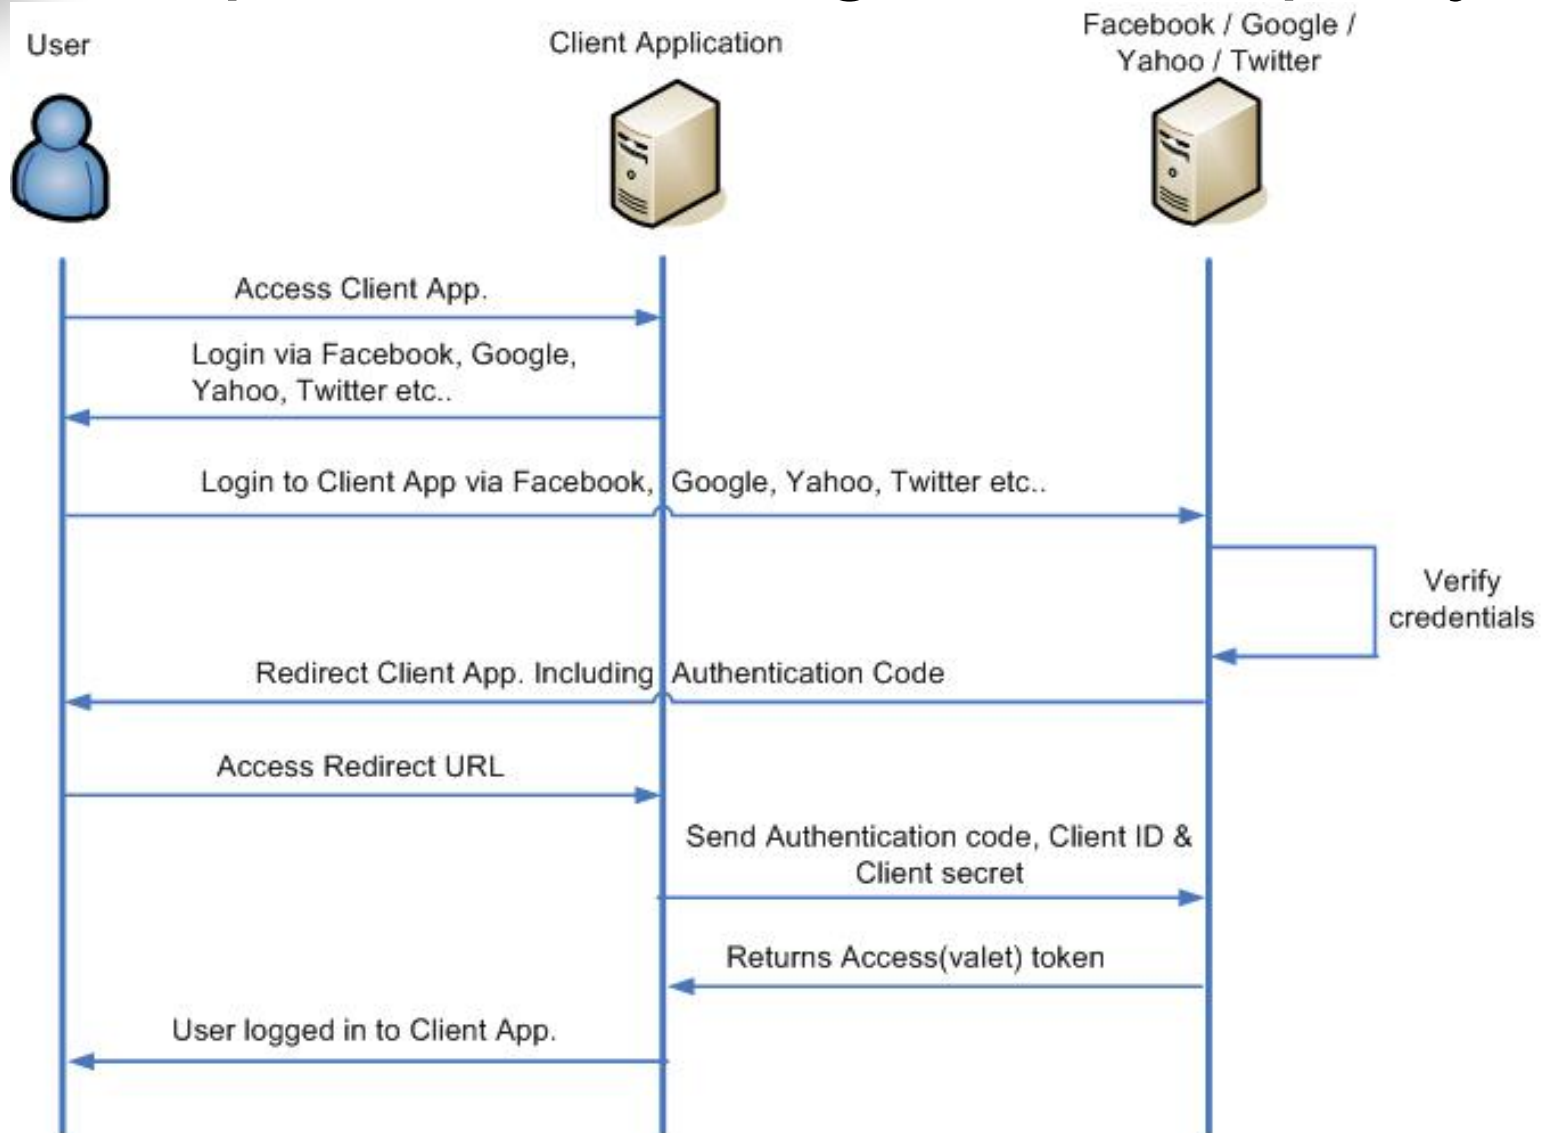 User
Client Application
Facebook / Google /
Yahoo / Twitter
Access Client App.
Login via Facebook, Google,
Yahoo, Twitter etc..
Login to Client App via Facebook, Google, Yahoo, Twitter etc..
Verify
credentials
Redirect Client App. Including Authentication Code
Access Redirect URL
Send Authentication code, Client ID &
Client secret
Returns Access(valet) token
User logged in to Client App.